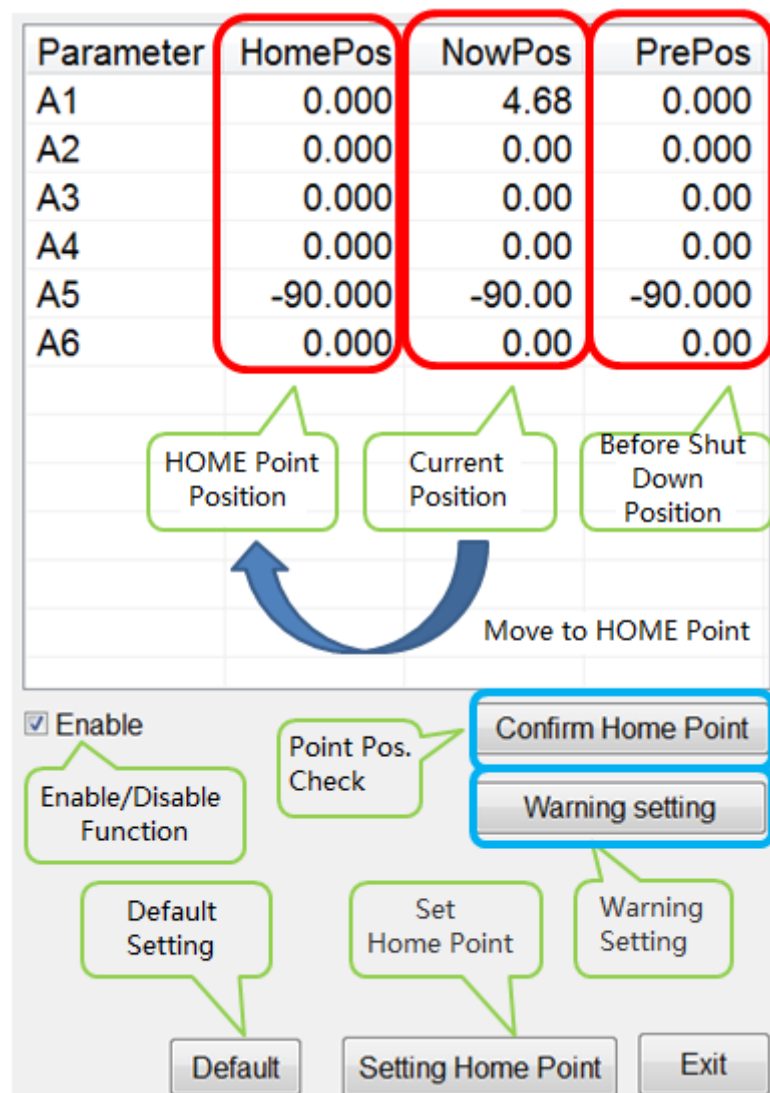 Parameter HomePos NowPos PrePos
A1 0.000 4.68 0.000
A2 0.000 0.00 0.000
A3 0.000 0.00 0.00
A4 0.000 0.00 0.00
A5 -90.000 -90.00 -90.000
A6 0.000 0.00 0.00
HOME Point
Position
Current
Position
Before Shut
Down
Position
Move to HOME Point
Enable
Enable/Disable
Function
Point Pos.
Check
Confirm Home Point
Warning setting
Default
Setting
Set
Home Point
Warning
Setting
Default
Setting Home Point
Exit